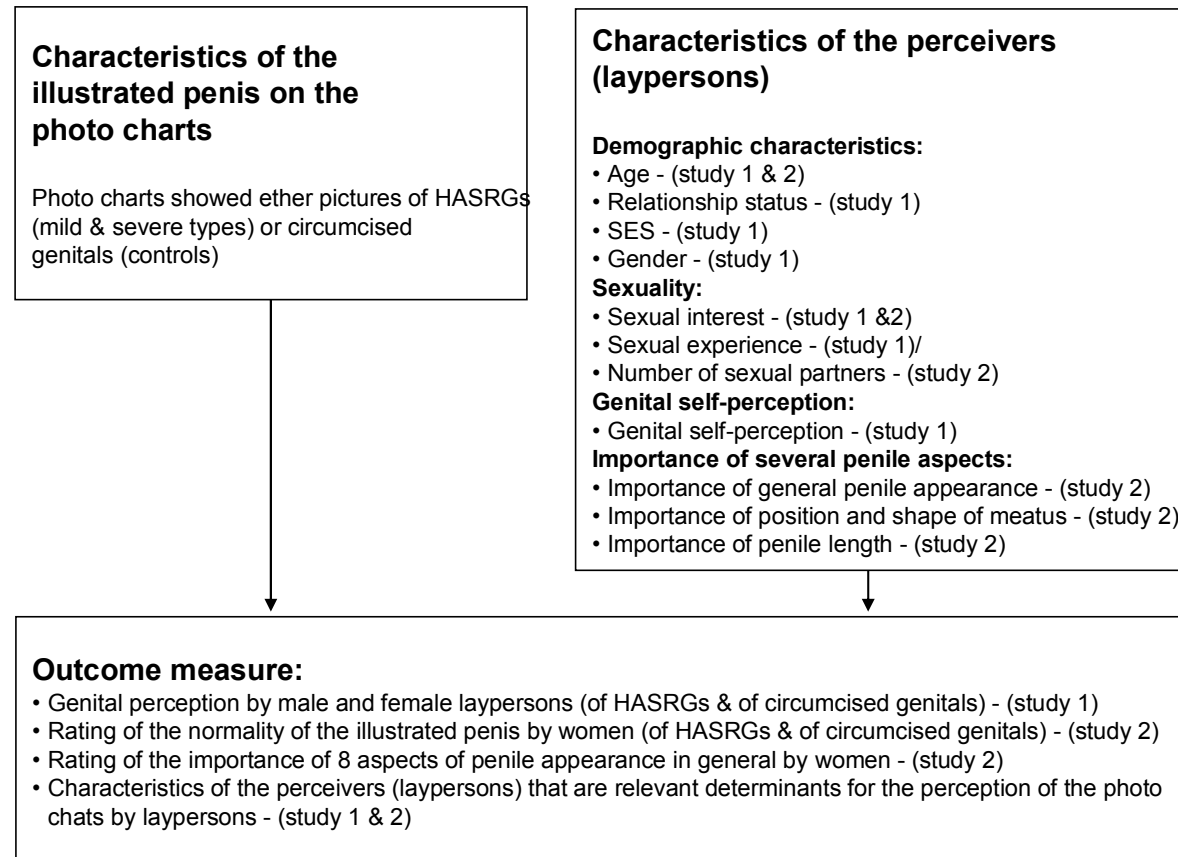 Characteristics of the
illustrated penis on the
photo charts
Photo charts showed ether pictures of HASRGs
(mild & severe types) or circumcised
genitals (controls)
Characteristics of the perceivers
(laypersons)
Demographic characteristics:
• Age - (study 1 & 2)
• Relationship status - (study 1)
• SES - (study 1)
• Gender - (study 1)
Sexuality:
• Sexual interest - (study 1 &2)
• Sexual experience - (study 1)/
• Number of sexual partners - (study 2)
Genital self-perception:
• Genital self-perception - (study 1)
Importance of several penile aspects:
• Importance of general penile appearance - (study 2)
• Importance of position and shape of meatus - (study 2)
• Importance of penile length - (study 2)
Outcome measure:
• Genital perception by male and female laypersons (of HASRGs & of circumcised genitals) - (study 1)
• Rating of the normality of the illustrated penis by women (of HASRGs & of circumcised genitals) - (study 2)
• Rating of the importance of 8 aspects of penile appearance in general by women - (study 2)
• Characteristics of the perceivers (laypersons) that are relevant determinants for the perception of the photo
chats by laypersons - (study 1 & 2)